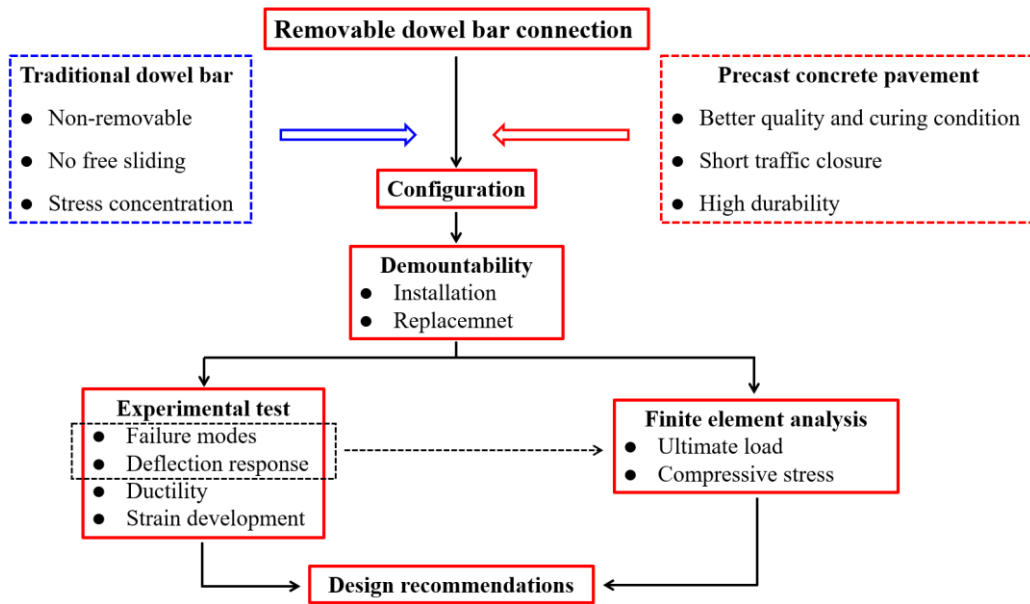 Removable dowel bar connection
Traditional dowel bar
● Non-removable
● No free sliding
● Stress concentration
Precast concrete pavement
● Better quality and curing condition
● Short traffic closure
● High durability
Configuration
Demountability
● Installation
● Replacemnet
Experimental test
● Failure modes
● Deflection response
● Ductility
● Strain development
Finite element analysis
● Ultimate load
● Compressive stress
Design recommendations